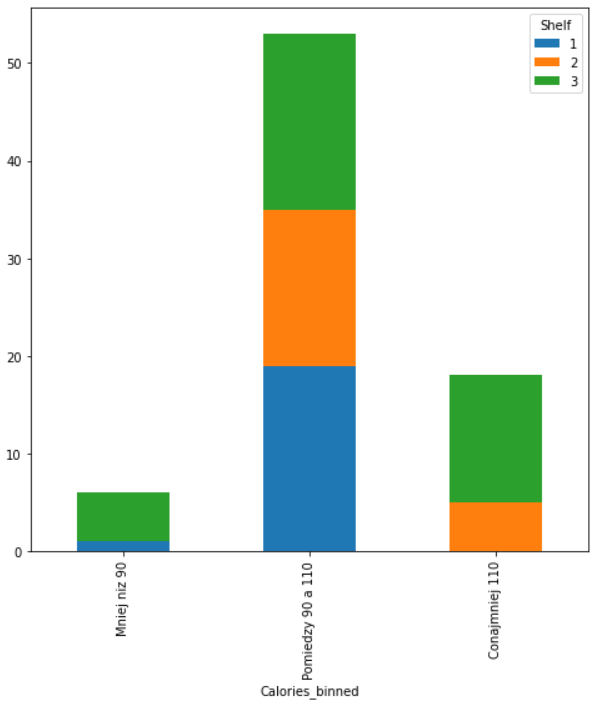 Shelf
1
2
3
50
40
30
20
10
0
Mniej niz 90
Pomiedzy 90 a 110
Conajmniej 110
Calories_binned